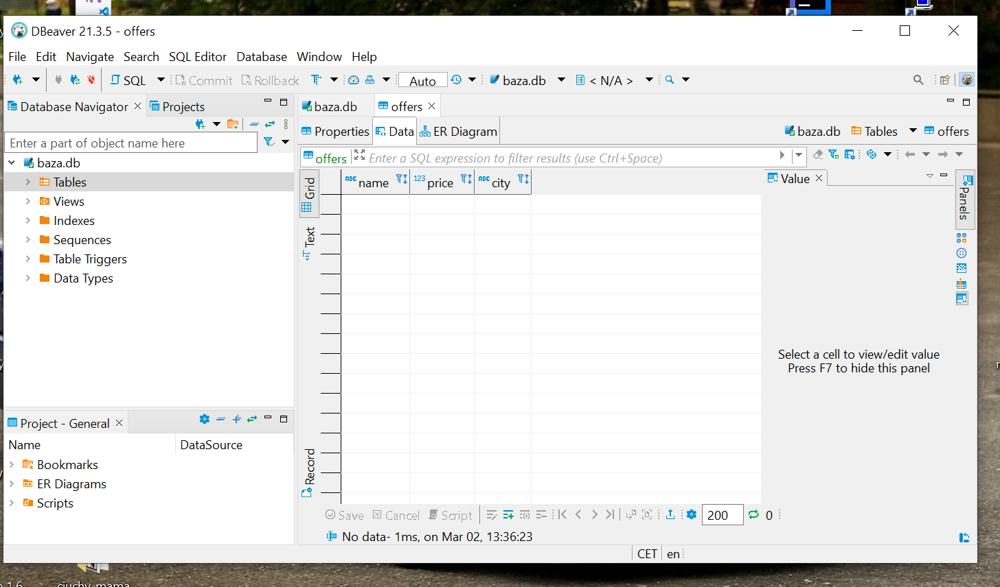 DBeaver 21.3.5 - offers
File Edit Navigate Search SQL Editor Database Window Help
SQL Commit Rollback Auto baza.db < N/A >
Database Navigator Projects
baza.db offers
Properties Data ER Diagram baza.db Tables offers
Enter a part of object name here
offers Enter a SQL expression to filter results (use Ctrl+Space)
baza.db
Tables
Views
Indexes
Sequences
Table Triggers
Data Types
Grid
Text
Record
ABC name 123 price ABC city
Value
Panels
Select a cell to view/edit value
Press F7 to hide this panel
Project - General
Name DataSource
Bookmarks
ER Diagrams
Scripts
Save Cancel Script 200 0
No data- 1ms, on Mar 02, 13:36:23
CET en
1.6 ciuchy mama